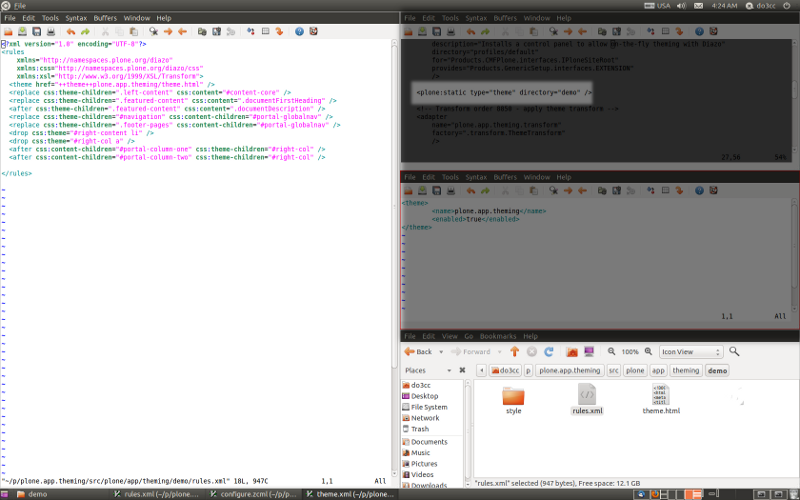 File
USA
4:24 AM
do3cc
File Edit Tools Syntax Buffers Window Help
<?xml version="1.0" encoding="UTF-8"?>
<rules
xmlns="http://namespaces.plone.org/diazo"
xmlns:css="http://namespaces.plone.org/diazo/css"
xmlns:xsl="http://www.w3.org/1999/XSL/Transform">
<theme href="++theme++plone.app.theming/theme.html" />
<replace css:theme-children=".left-content" css:content="#content-core" />
<replace css:theme-children=".featured-content" css:content=".documentFirstHeading" />
<after css:theme-children=".featured-content" css:content=".documentDescription" />
<replace css:theme-children="#navigation" css:content-children="#portal-globalnav" />
<replace css:theme-children=".footer-pages" css:content-children="#portal-globalnav" />
<drop css:theme="#right-content li" />
<drop css:theme="#right-col a" />
<after css:content-children="#portal-column-one" css:theme-children="#right-col" />
<after css:content-children="#portal-column-two" css:theme-children="#right-col" />
</rules>
"~/p/plone.app.theming/src/plone/app/theming/demo/rules.xml" 18L, 947C 1,1 All
File Edit Tools Syntax Buffers Window Help
description="Installs a control panel to allow on-the-fly theming with Diazo"
directory="profiles/default"
for="Products.CMFPlone.interfaces.IPloneSiteRoot"
provides="Products.GenericSetup.interfaces.EXTENSION"
/>
<plone:static type="theme" directory="demo" />
<!-- Transform order 8850 - apply theme transform -->
<adapter
name="plone.app.theming.transform"
factory=".transform.ThemeTransform"
/>
27,56 54%
File Edit Tools Syntax Buffers Window Help
<theme>
<name>plone.app.theming</name>
<enabled>true</enabled>
</theme>
1,1 All
File Edit View Go Bookmarks Help
Back Forward 100% Icon View
Places do3cc p plone.app.theming src plone app theming demo
do3cc
Desktop
File System
Network
Trash
Documents
Music
Pictures
Videos
Downloads
style rules.xml theme.html
"rules.xml" selected (947 bytes), Free space: 12.1 GB
demo
rules.xml (~/p/plone....
configure.zcml (~/p/p...
theme.xml (~/p/plone...